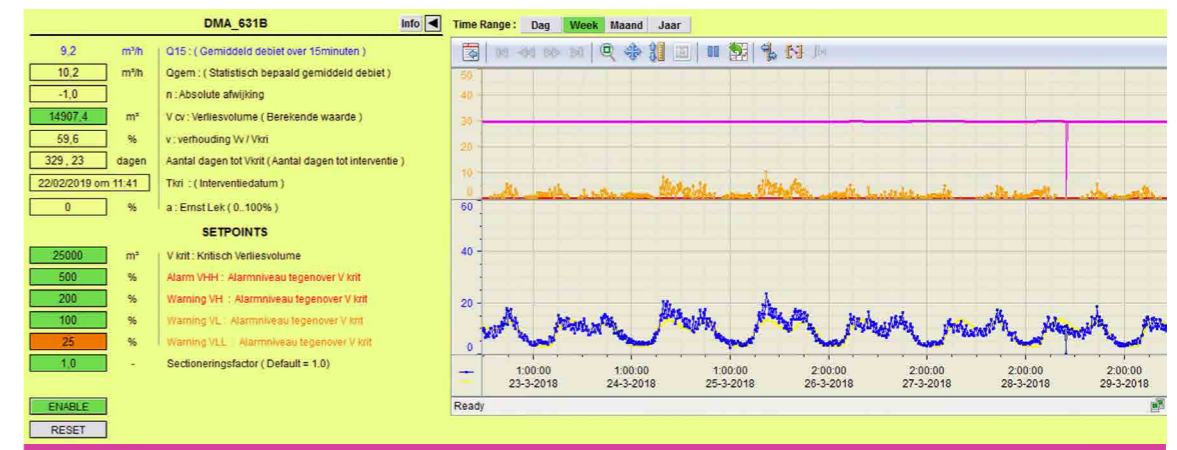 DMA_631B Info
9,2 m³/h Q15 : ( Gemiddeld debiet over 15minuten )
10,2 m³/h Qgem : ( Statistisch bepaald gemiddeld debiet )
-1,0 n : Absolute afwijking
14907,4 m³ V cv : Verliesvolume ( Berekende waarde )
59,6 % v : verhouding Vv / Vkri
329 , 23 dagen Aantal dagen tot Vkrit ( Aantal dagen tot interventie )
22/02/2019 om 11:41 Tkri : ( Interventiedatum )
0 % a : Ernst Lek ( 0..100% )
SETPOINTS
25000 m³ V krit : Kritisch Verliesvolume
500 % Alarm VHH : Alarmniveau tegenover V krit
200 % Warning VH : Alarmniveau tegenover V krit
100 % Warning VL : Alarmniveau tegenover V krit
25 % Warning VLL : Alarmniveau tegenover V krit
1,0 - Sectioneringsfactor ( Default = 1.0)
ENABLE
RESET
Time Range : Dag Week Maand Jaar
50
40
30
20
10
0
60
40
20
0
1:00:00 1:00:00 1:00:00 2:00:00 2:00:00 2:00:00 2:00:00
23-3-2018 24-3-2018 25-3-2018 26-3-2018 27-3-2018 28-3-2018 29-3-2018
Ready